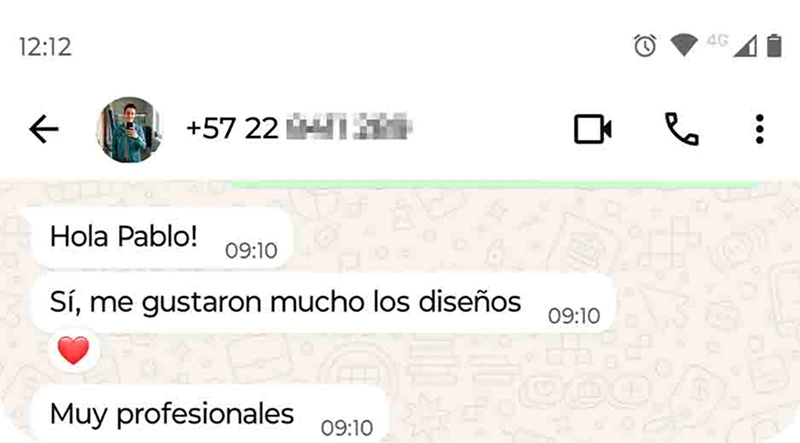 12:12
4G
+57 22
Hola Pablo!
09:10
Sí, me gustaron mucho los diseños
09:10
Muy profesionales
09:10